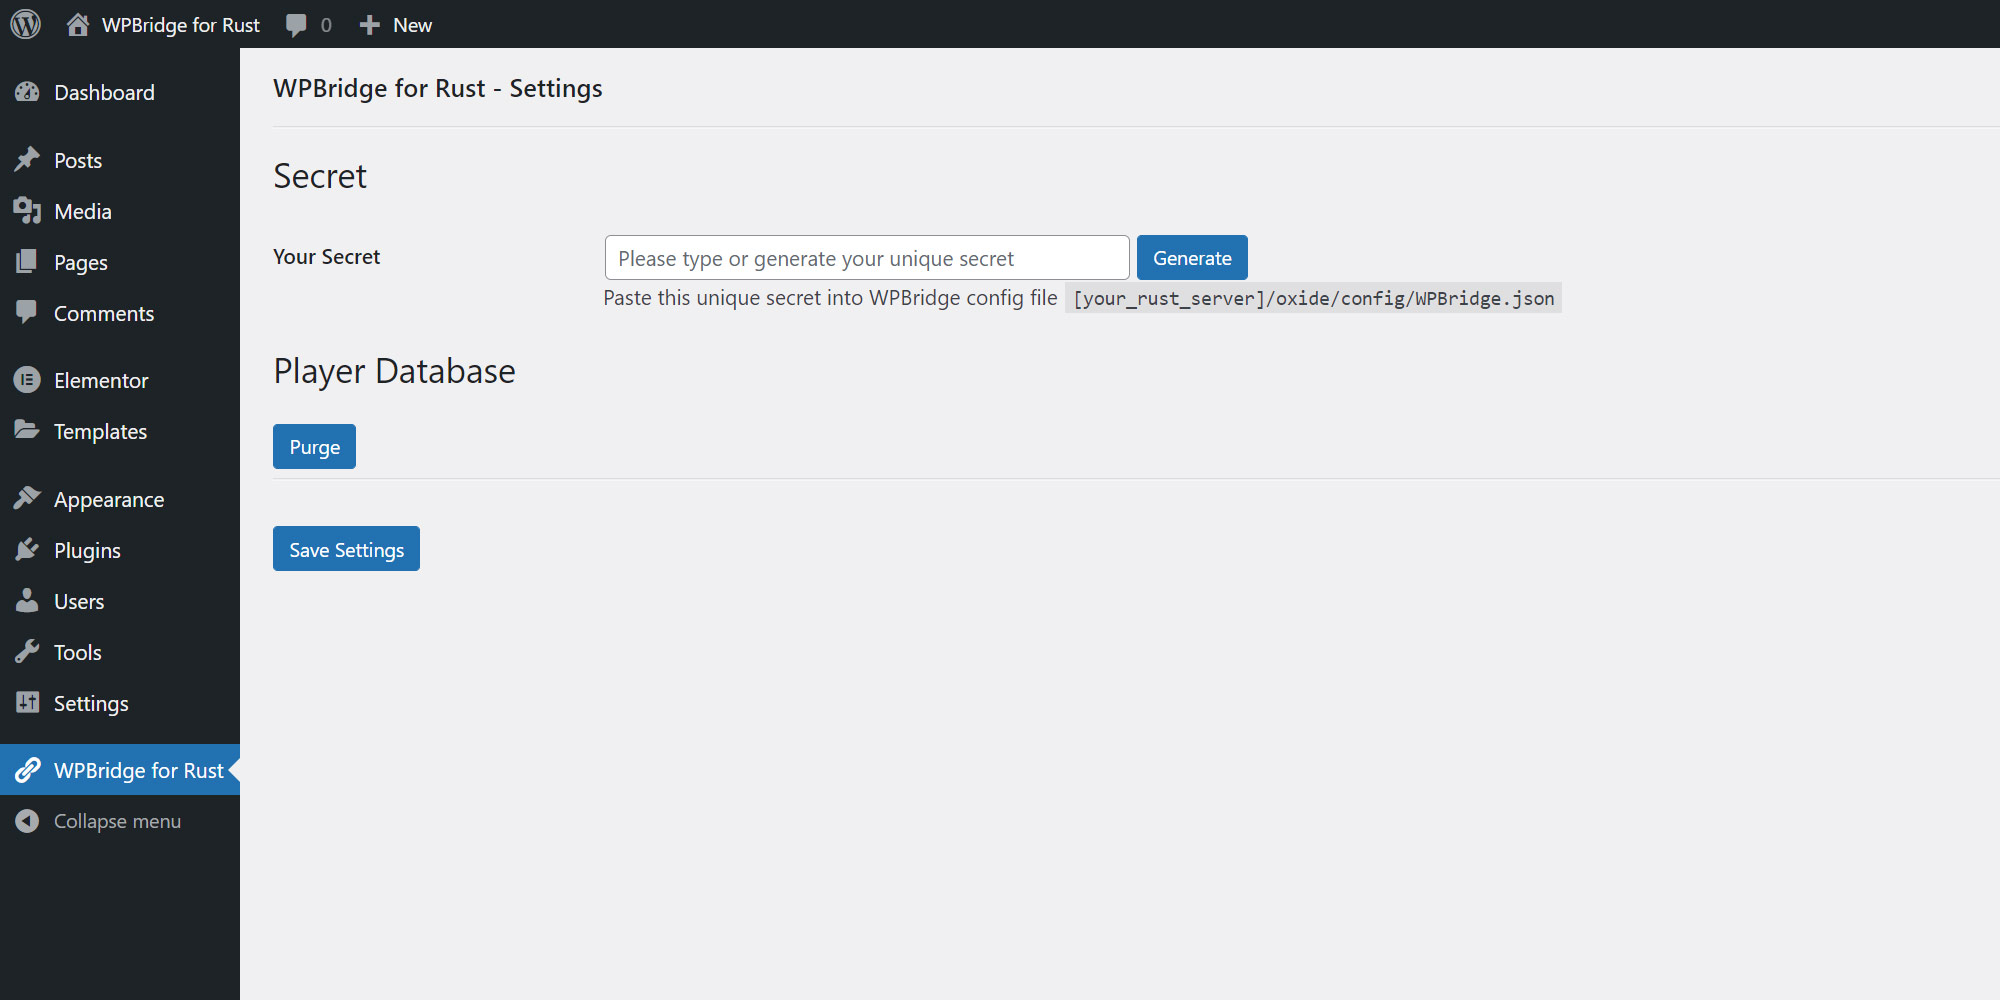 WPBridge for Rust 0 New
Dashboard
Posts
Media
Pages
Comments
Elementor
Templates
Appearance
Plugins
Users
Tools
Settings
WPBridge for Rust
Collapse menu
WPBridge for Rust - Settings
Secret
Your Secret
Please type or generate your unique secret
Generate
Paste this unique secret into WPBridge config file [your_rust_server]/oxide/config/WPBridge.json
Player Database
Purge
Save Settings